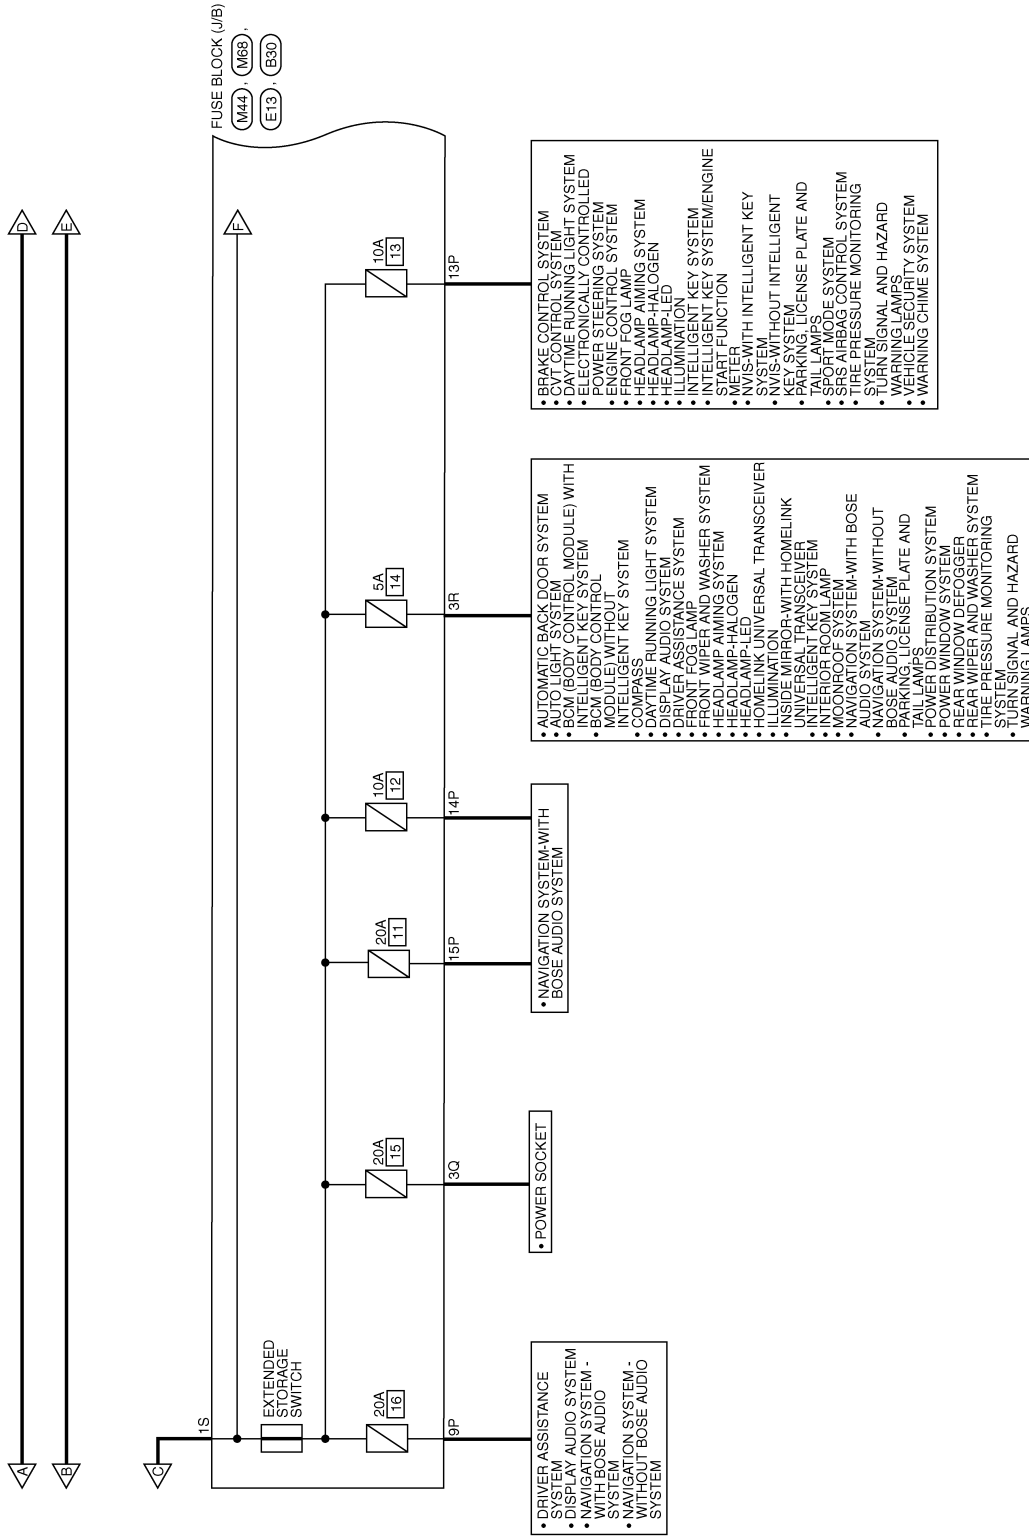 A
D
B
E
C
1S
FUSE BLOCK (J/B)
M44 , M68 ,
E13 , B30
F
EXTENDED
STORAGE
SWITCH
20A
16
9P
20A
15
3Q
20A
11
15P
10A
12
14P
5A
14
3R
10A
13
13P
• DRIVER ASSISTANCE
SYSTEM
• DISPLAY AUDIO SYSTEM
• NAVIGATION SYSTEM -
WITH BOSE AUDIO
SYSTEM
• NAVIGATION SYSTEM -
WITHOUT BOSE AUDIO
SYSTEM
• POWER SOCKET
• NAVIGATION SYSTEM-WITH
BOSE AUDIO SYSTEM
• AUTOMATIC BACK DOOR SYSTEM
• AUTO LIGHT SYSTEM
• BCM (BODY CONTROL MODULE) WITH
INTELLIGENT KEY SYSTEM
• BCM (BODY CONTROL
MODULE) WITHOUT
INTELLIGENT KEY SYSTEM
• COMPASS
• DAYTIME RUNNING LIGHT SYSTEM
• DISPLAY AUDIO SYSTEM
• DRIVER ASSISTANCE SYSTEM
• FRONT FOG LAMP
• FRONT WIPER AND WASHER SYSTEM
• HEADLAMP AIMING SYSTEM
• HEADLAMP-HALOGEN
• HEADLAMP-LED
• HOMELINK UNIVERSAL TRANSCEIVER
• ILLUMINATION
• INSIDE MIRROR-WITH HOMELINK
UNIVERSAL TRANSCEIVER
• INTELLIGENT KEY SYSTEM
• INTERIOR ROOM LAMP
• MOONROOF SYSTEM
• NAVIGATION SYSTEM-WITH BOSE
AUDIO SYSTEM
• NAVIGATION SYSTEM-WITHOUT
BOSE AUDIO SYSTEM
• PARKING, LICENSE PLATE AND
TAIL LAMPS
• POWER DISTRIBUTION SYSTEM
• POWER WINDOW SYSTEM
• REAR WINDOW DEFOGGER
• REAR WIPER AND WASHER SYSTEM
• TIRE PRESSURE MONITORING
SYSTEM
• TURN SIGNAL AND HAZARD
WARNING LAMPS
• BRAKE CONTROL SYSTEM
• CVT CONTROL SYSTEM
• DAYTIME RUNNING LIGHT SYSTEM
• ELECTRONICALLY CONTROLLED
POWER STEERING SYSTEM
• ENGINE CONTROL SYSTEM
• FRONT FOG LAMP
• HEADLAMP AIMING SYSTEM
• HEADLAMP-HALOGEN
• HEADLAMP-LED
• ILLUMINATION
• INTELLIGENT KEY SYSTEM
• INTELLIGENT KEY SYSTEM/ENGINE
START FUNCTION
• METER
• NVIS-WITH INTELLIGENT KEY
SYSTEM
• NVIS-WITHOUT INTELLIGENT
KEY SYSTEM
• PARKING, LICENSE PLATE AND
TAIL LAMPS
• SPORT MODE SYSTEM
• SRS AIRBAG CONTROL SYSTEM
• TIRE PRESSURE MONITORING
SYSTEM
• TURN SIGNAL AND HAZARD
WARNING LAMPS
• VEHICLE SECURITY SYSTEM
• WARNING CHIME SYSTEM